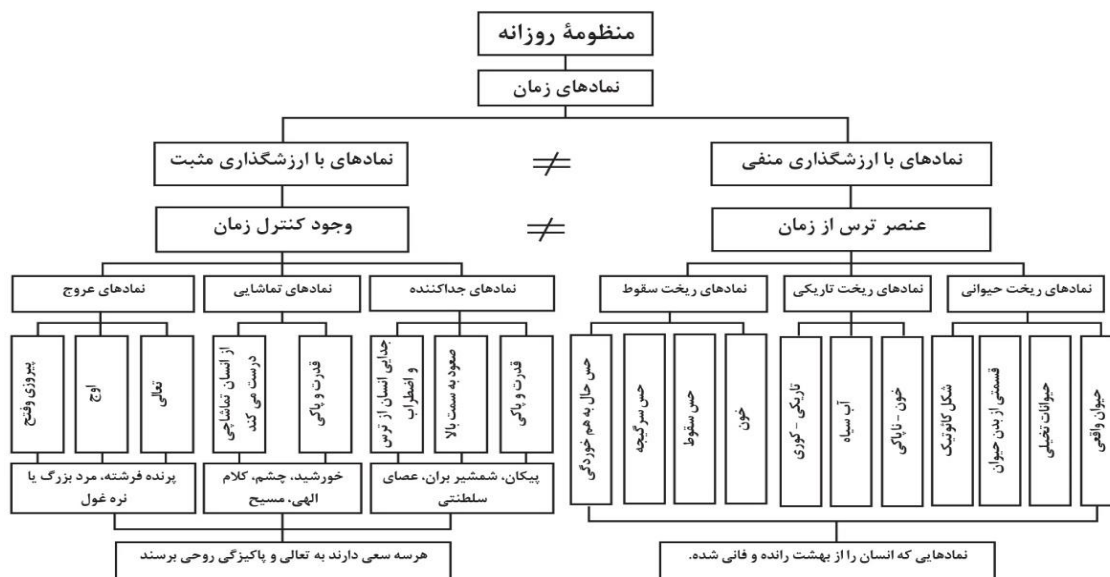 منظومهٔ روزانه
نمادهای زمان
نمادهای با ارزشگذاری منفی
≠
نمادهای با ارزشگذاری مثبت
عنصر ترس از زمان
≠
وجود کنترل زمان
نمادهای ریخت حیوانی
نمادهای ریخت تاریکی
نمادهای ریخت سقوط
نمادهای جداکننده
نمادهای تماشایی
نمادهای عروج
حیوان واقعی
حیوانات تخیلی
قسمتی از بدن حیوان
شکل کائوتیک
خون - ناپاکی
آب سیاه
تاریکی - کوری
خون
حس سقوط
حس سرگیجه
حس حال به هم خوردگی
قدرت و پاکی
صعود به سمت بالا
جدایی انسان از ترس
و اضطراب
قدرت و پاکی
از انسان تماشاچی
درست می کند
تعالی
اوج
پیروزی وفتح
پیکان، شمشیر بران، عصای
سلطنتی
خورشید، چشم، کلام
الهی، مسیح
پرنده فرشته، مرد بزرگ یا
نره غول
نمادهایی که انسان را از بهشت رانده و فانی شده.
هرسه سعی دارند به تعالی و پاکیزگی روحی برسند